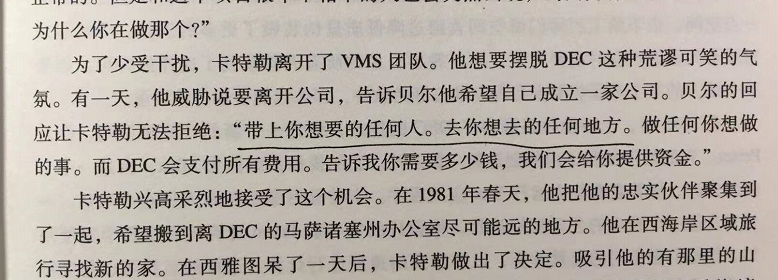 为什么你在做那个?”
为了少受干扰，卡特勒离开了 VMS 团队。他想要摆脱 DEC 这种荒谬可笑的气
氛。有一天，他威胁说要离开公司，告诉贝尔他希望自己成立一家公司。贝尔的回
应让卡特勒无法拒绝：“带上你想要的任何人。去你想去的任何地方。做任何你想做
的事。而 DEC 会支付所有费用。告诉我你需要多少钱，我们会给你提供资金。”
卡特勒兴高采烈地接受了这个机会。在 1981 年春天，他把他的忠实伙伴聚集到
了一起，希望搬到离 DEC 的马萨诸塞州办公室尽可能远的地方。他在西海岸区域旅
行寻找新的家。在西雅图呆了一天后，卡特勒做出了决定。吸引他的有那里的山